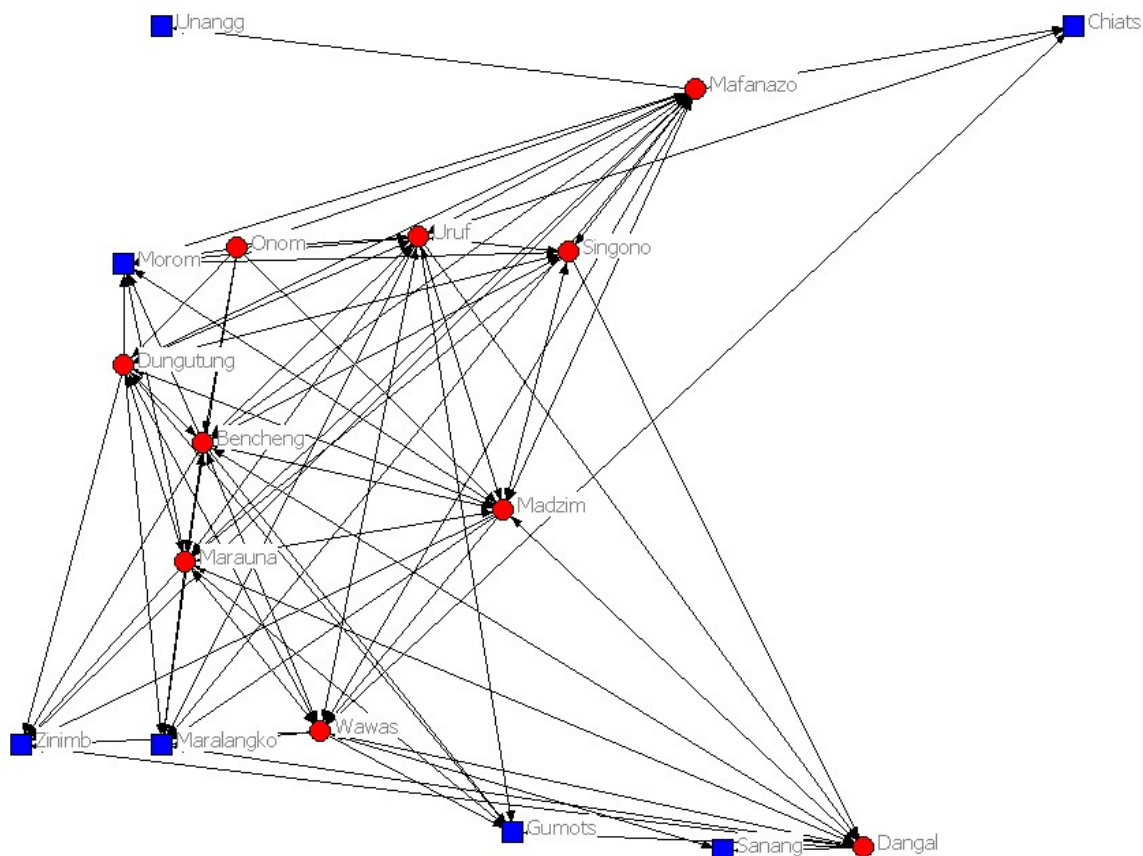 Unangg
Chiats
Mafanazo
Uruf
Onom
Singono
Morom
Dungutung
Bencheng
Madzim
Marauna
Wawas
Zinimb
Maralangko
Gumots
Sanang
Dangal